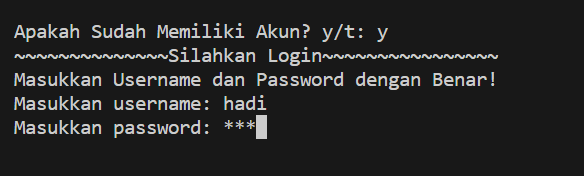 Apakah Sudah Memiliki Akun? y/t: y
~~~~~~~~~~~~~~Silahkan Login~~~~~~~~~~~~~~~~
Masukkan Username dan Password dengan Benar!
Masukkan username: hadi
Masukkan password: ***